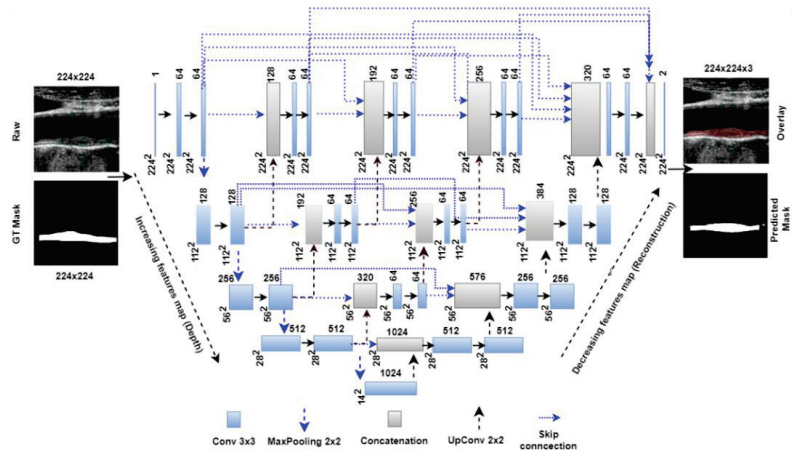 224x224
Raw
GT Mask
224x224
1 64 64 128 64 64 192 64 64 256 64 64 320 64 64 2
224² 224² 224² 224² 224² 224² 224² 224² 224² 224² 224² 224² 224² 224² 224² 224²
224x224x3
Overlay
Predicted Mask
128 128 192 64 64 256 64 64 384 128 128
112² 112² 112² 112² 112² 112² 112² 112² 112² 112² 112²
256 256 320 64 64 576 256 256
56² 56² 56² 56² 56² 56² 56² 56²
512 512 1024 512 512
28² 28² 28² 28² 28²
1024
14²
Increasing features map (Depth)
Decreasing features map (Reconstruction)
Conv 3x3
MaxPooling 2x2
Concatenation
UpConv 2x2
Skip
conncection